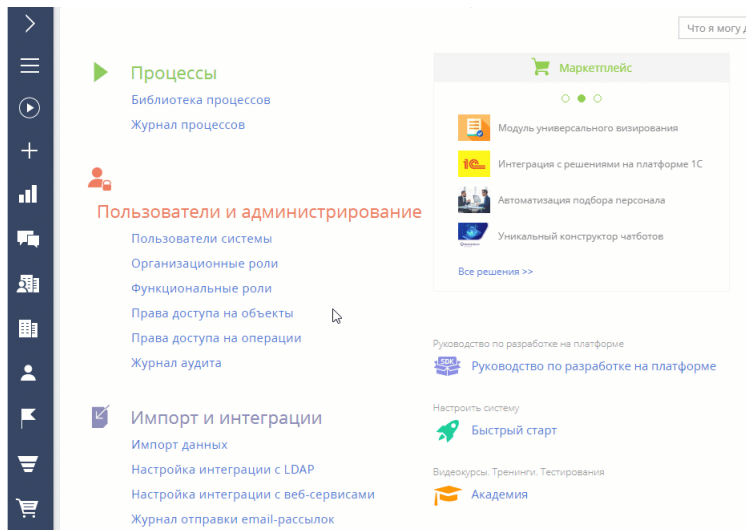 Что я могу д
Процессы
Библиотека процессов
Журнал процессов
Пользователи и администрирование
Пользователи системы
Организационные роли
Функциональные роли
Права доступа на объекты
Права доступа на операции
Журнал аудита
Импорт и интеграции
Импорт данных
Настройка интеграции с LDAP
Настройка интеграции с веб-сервисами
Журнал отправки email-рассылок
Маркетплейс
Модуль универсального визирования
1С
Интеграция с решениями на платформе 1С
Автоматизация подбора персонала
Уникальный конструктор чатботов
Все решения >>
Руководство по разработке на платформе
SDK
Руководство по разработке на платформе
Настроить систему
Быстрый старт
Видеокурсы. Тренинги. Тестирования
Академия